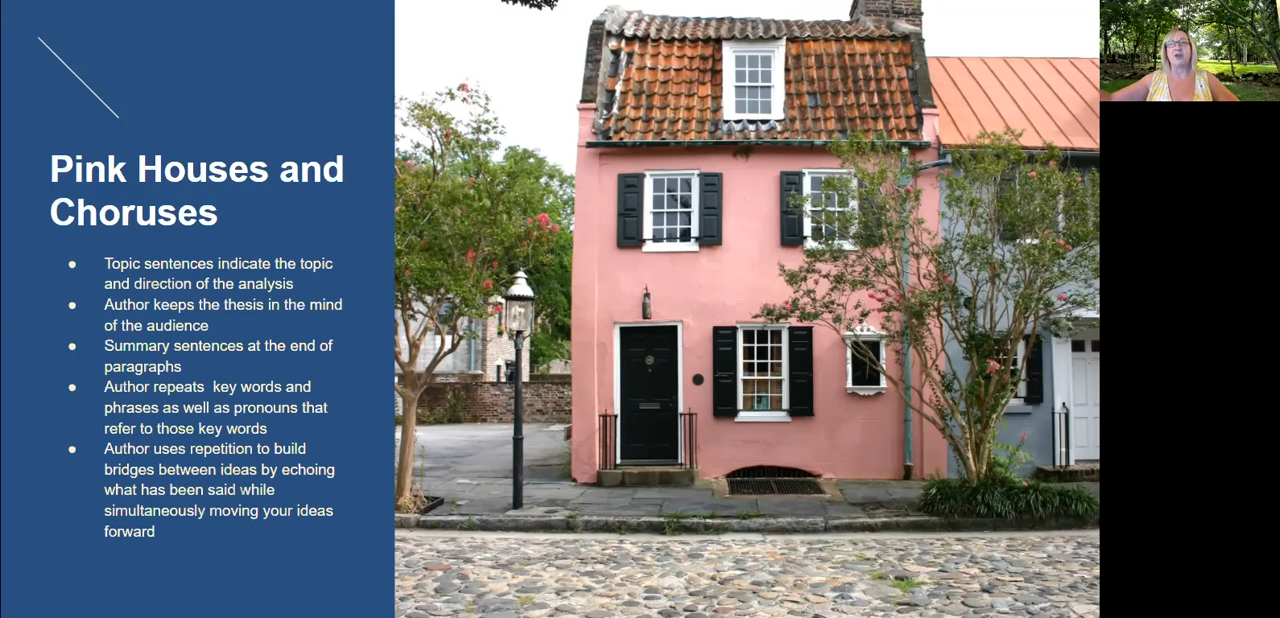 Pink Houses and
Choruses
● Topic sentences indicate the topic
and direction of the analysis
● Author keeps the thesis in the mind
of the audience
● Summary sentences at the end of
paragraphs
● Author repeats key words and
phrases as well as pronouns that
refer to those key words
● Author uses repetition to build
bridges between ideas by echoing
what has been said while
simultaneously moving your ideas
forward